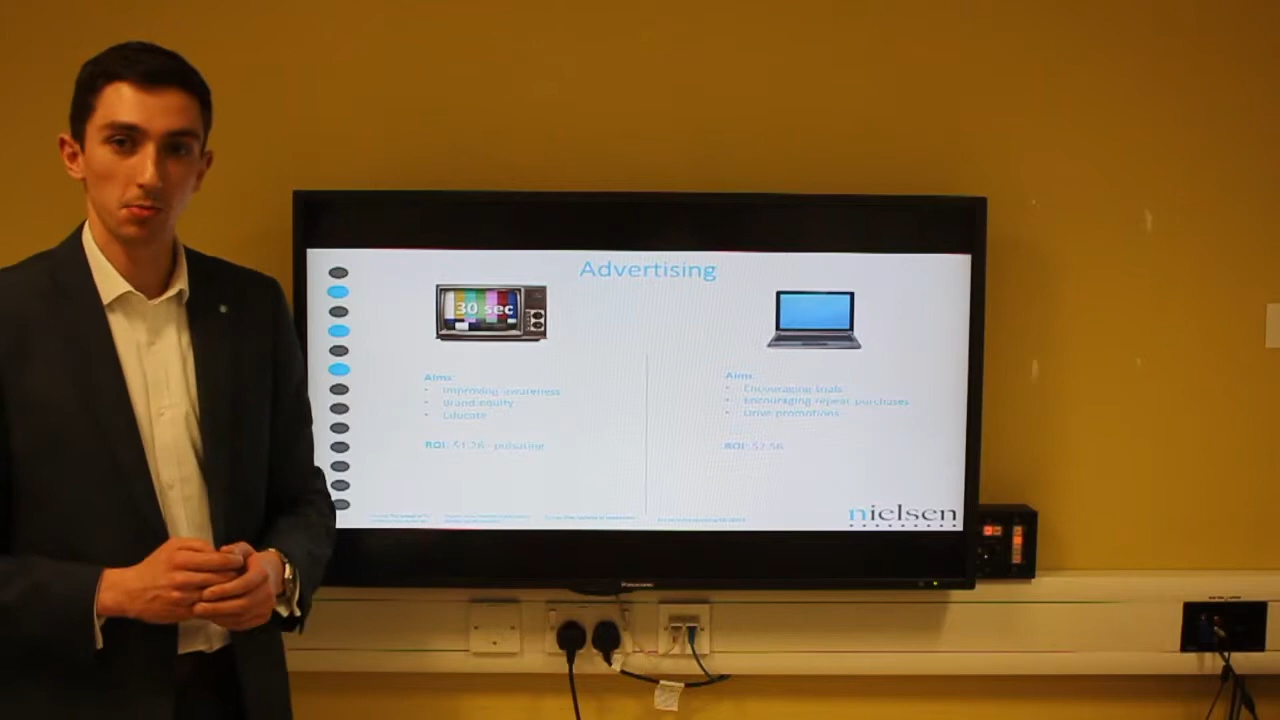 Advertising
30 sec
Aims:
• Improving awareness
• Brand equity
• Educate
ROI: $1.26 - pulsating
Aims:
• Encouraging trials
• Encouraging repeat purchases
• Drive promotions
ROI: $2.56
nielsen
Panasonic